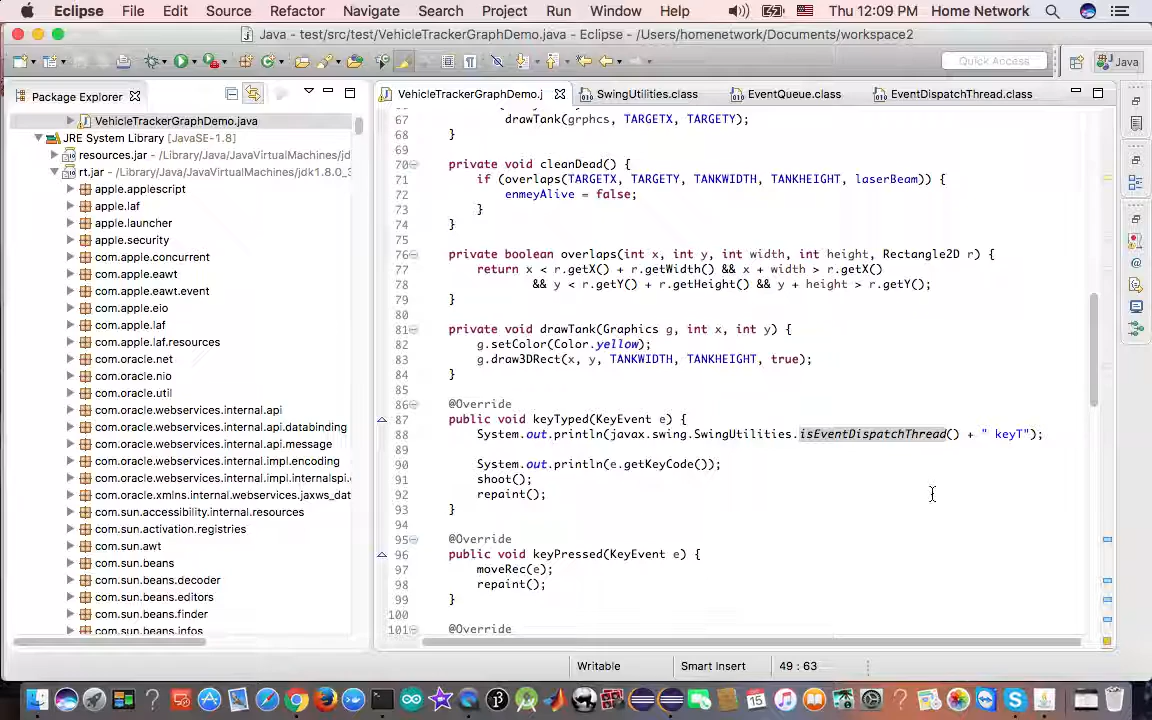 Eclipse File Edit Source Refactor Navigate Search Project Run Window Help Thu 12:09 PM Home Network
Java - test/src/test/VehicleTrackerGraphDemo.java - Eclipse - /Users/homenetwork/Documents/workspace2
Quick Access Java
Package Explorer
VehicleTrackerGraphDemo.j SwingUtilities.class EventQueue.class EventDispatchThread.class
VehicleTrackerGraphDemo.java
JRE System Library [JavaSE-1.8]
resources.jar - /Library/Java/JavaVirtualMachines/jd
rt.jar - /Library/Java/JavaVirtualMachines/jdk1.8.0_3
apple.applescript
apple.laf
apple.launcher
apple.security
com.apple.concurrent
com.apple.eawt
com.apple.eawt.event
com.apple.eio
com.apple.laf
com.apple.laf.resources
com.oracle.net
com.oracle.nio
com.oracle.util
com.oracle.webservices.internal.api
com.oracle.webservices.internal.api.databinding
com.oracle.webservices.internal.api.message
com.oracle.webservices.internal.impl.encoding
com.oracle.webservices.internal.impl.internalspi.
com.oracle.xmlns.internal.webservices.jaxws_dat
com.sun.accessibility.internal.resources
com.sun.activation.registries
com.sun.awt
com.sun.beans
com.sun.beans.decoder
com.sun.beans.editors
com.sun.beans.finder
com.sun.beans.infos
67 drawTank(grphcs, TARGETX, TARGETY);
68 }
69
70 private void cleanDead() {
71 if (overlaps(TARGETX, TARGETY, TANKWIDTH, TANKHEIGHT, laserBeam)) {
72 enmeyAlive = false;
73 }
74 }
75
76 private boolean overlaps(int x, int y, int width, int height, Rectangle2D r) {
77 return x < r.getX() + r.getWidth() && x + width > r.getX()
78 && y < r.getY() + r.getHeight() && y + height > r.getY();
79 }
80
81 private void drawTank(Graphics g, int x, int y) {
82 g.setColor(Color.yellow);
83 g.draw3DRect(x, y, TANKWIDTH, TANKHEIGHT, true);
84 }
85
86 @Override
87 public void keyTyped(KeyEvent e) {
88 System.out.println(javax.swing.SwingUtilities.isEventDispatchThread() + " keyT");
89
90 System.out.println(e.getKeyCode());
91 shoot();
92 repaint();
93 }
94
95 @Override
96 public void keyPressed(KeyEvent e) {
97 moveRec(e);
98 repaint();
99 }
100
101 @Override
Writable Smart Insert 49 : 63
15